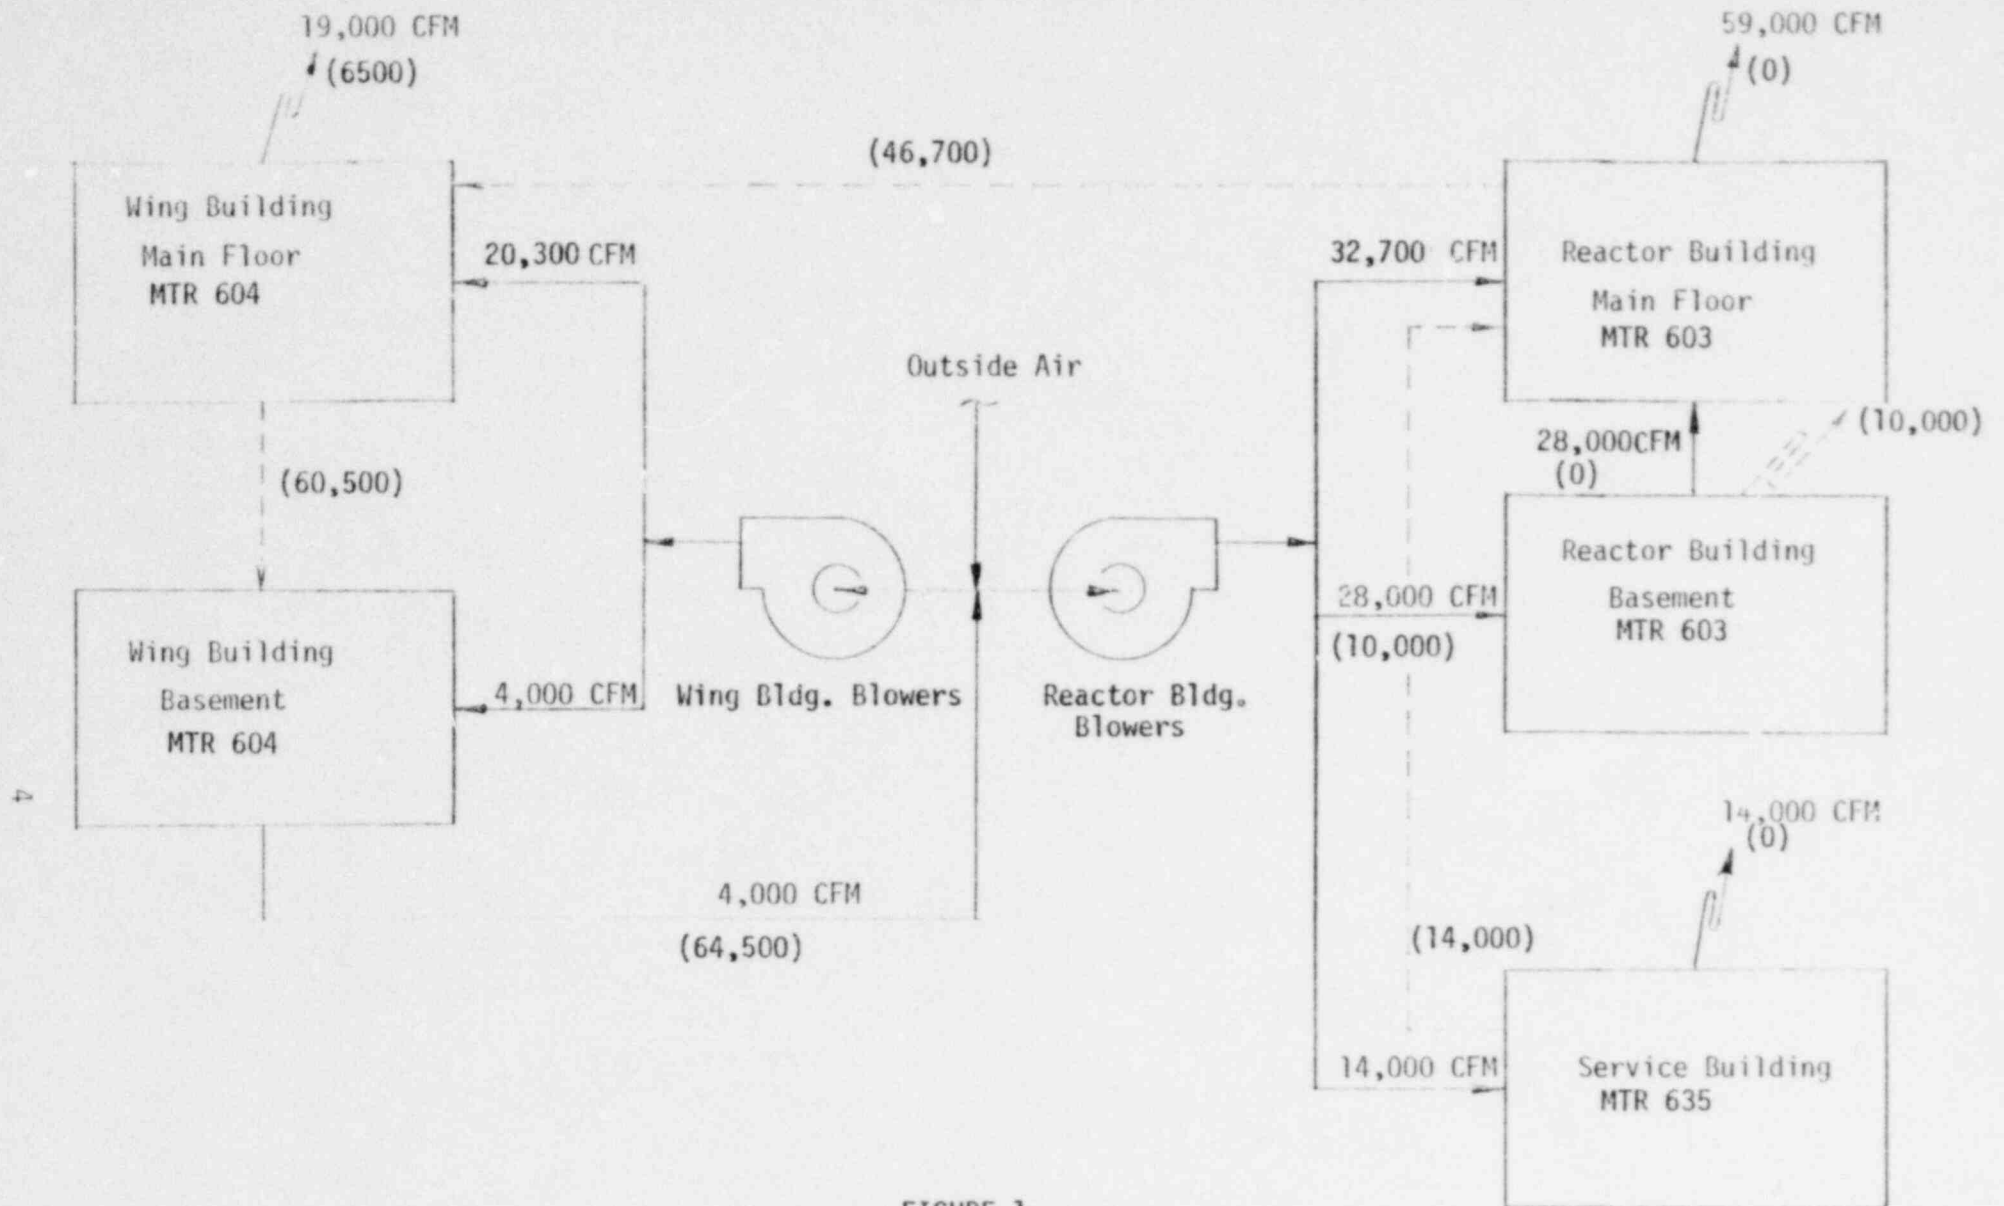 19,000 CFM
(6500)
59,000 CFM
(0)
(46,700)
Wing Building
Main Floor
MTR 604
20,300 CFM
32,700 CFM
Reactor Building
Main Floor
MTR 603
Outside Air
(60,500)
28,000CFM
(0)
(10,000)
Reactor Building
Basement
MTR 603
28,000 CFM
(10,000)
Wing Building
Basement
MTR 604
4,000 CFM
Wing Bldg. Blowers
Reactor Bldg.
Blowers
4
14,000 CFM
(0)
4,000 CFM
(64,500)
(14,000)
14,000 CFM
Service Building
MTR 635
FIGURE 1